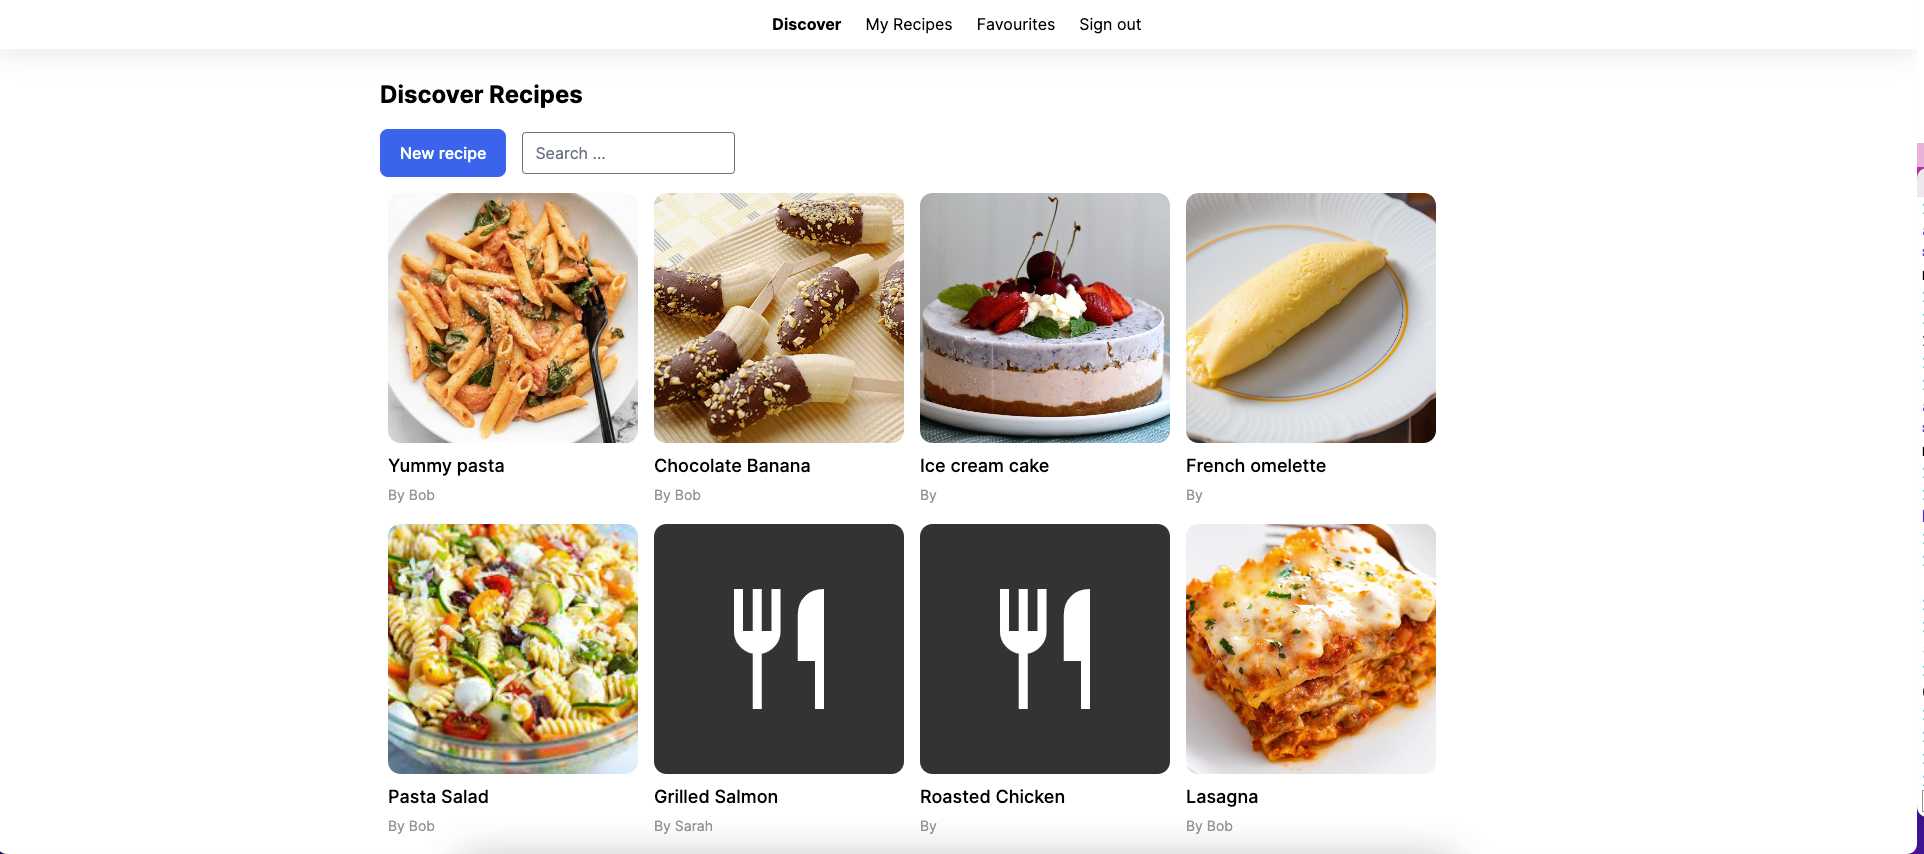 Discover My Recipes Favourites Sign out
Discover Recipes
New recipe Search ...
Yummy pasta
By Bob
Chocolate Banana
By Bob
Ice cream cake
By
French omelette
By
Pasta Salad
By Bob
Grilled Salmon
By Sarah
Roasted Chicken
By
Lasagna
By Bob